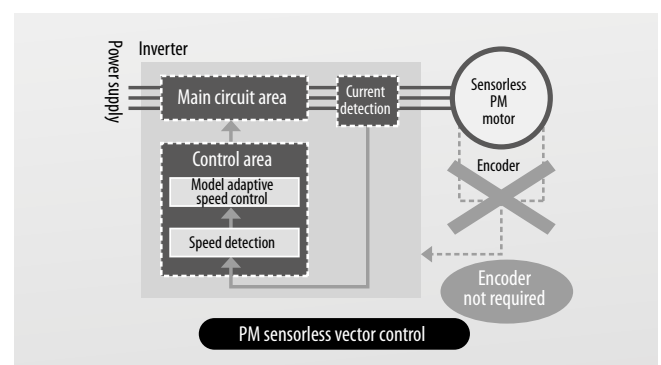 Power supply
Inverter
Main circuit area
Current
detection
Sensorless
PM
motor
Control area
Model adaptive
speed control
Speed detection
Encoder
Encoder
not required
PM sensorless vector control